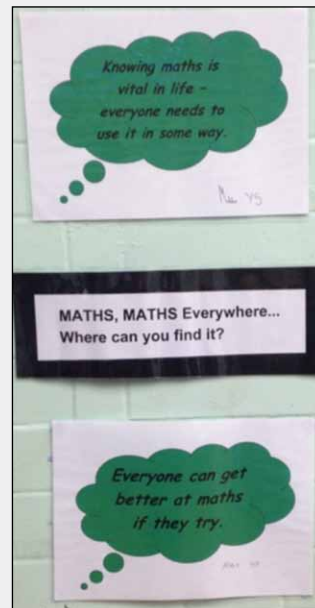 Knowing maths is
vital in life -
everyone needs to
use it in some way.
Y5
MATHS, MATHS Everywhere...
Where can you find it?
Everyone can get
better at maths
if they try.